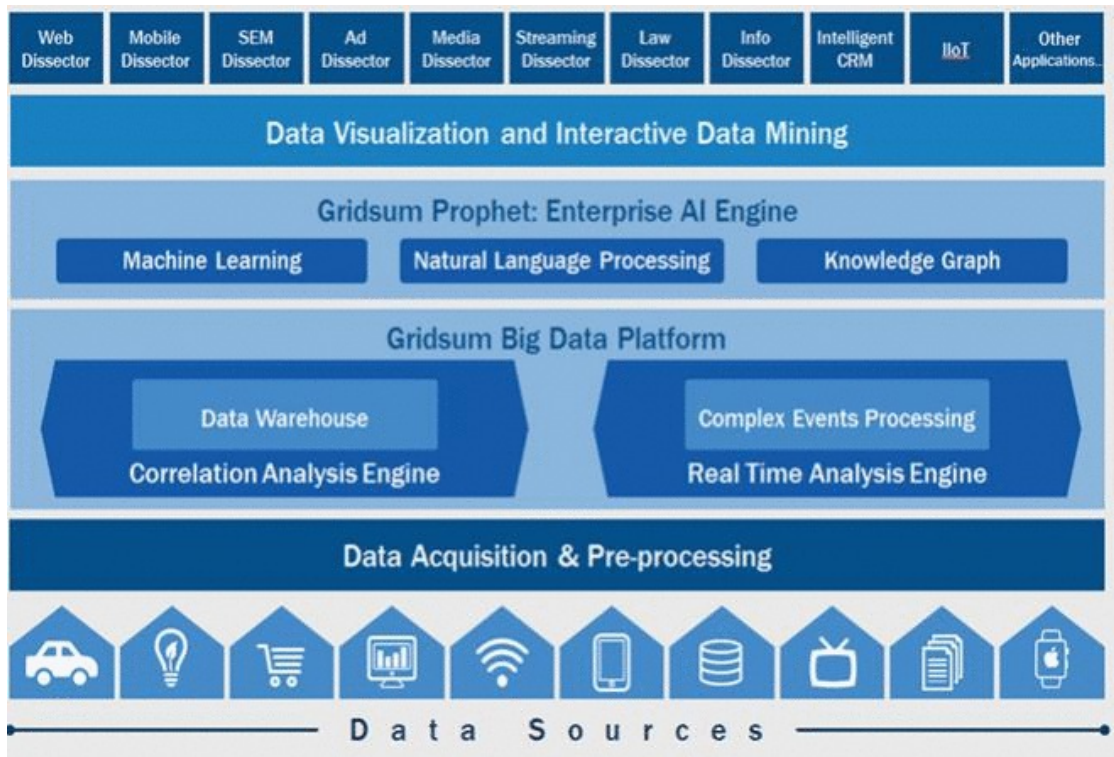 Web
Dissector
Mobile
Dissector
SEM
Dissector
Ad
Dissector
Media
Dissector
Streaming
Dissector
Law
Dissector
Info
Dissector
Intelligent
CRM
IIoT
Other
Applications..
Data Visualization and Interactive Data Mining
Gridsum Prophet: Enterprise AI Engine
Machine Learning
Natural Language Processing
Knowledge Graph
Gridsum Big Data Platform
Data Warehouse
Correlation Analysis Engine
Complex Events Processing
Real Time Analysis Engine
Data Acquisition & Pre-processing
Data Sources